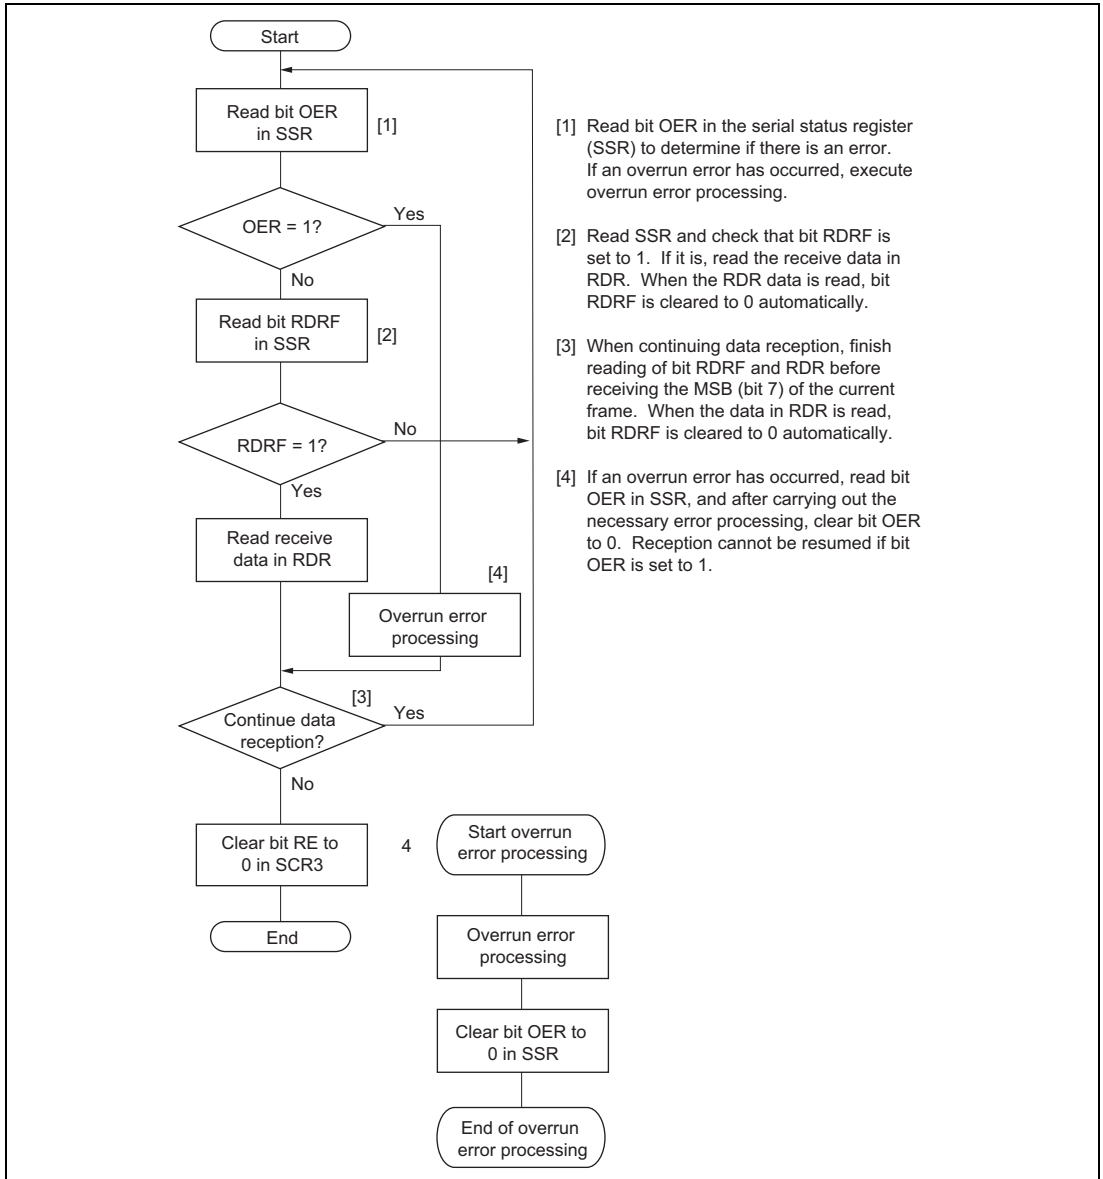 Start
Read bit OER
in SSR
[1]
OER = 1?
Yes
No
Read bit RDRF
in SSR
[2]
RDRF = 1?
No
Yes
Read receive
data in RDR
[4]
Overrun error
processing
[3]
Continue data
reception?
Yes
No
Clear bit RE to
0 in SCR3
End
4
Start overrun
error processing
Overrun error
processing
Clear bit OER to
0 in SSR
End of overrun
error processing
[1] Read bit OER in the serial status register
(SSR) to determine if there is an error.
If an overrun error has occurred, execute
overrun error processing.
[2] Read SSR and check that bit RDRF is
set to 1. If it is, read the receive data in
RDR. When the RDR data is read, bit
RDRF is cleared to 0 automatically.
[3] When continuing data reception, finish
reading of bit RDRF and RDR before
receiving the MSB (bit 7) of the current
frame. When the data in RDR is read,
bit RDRF is cleared to 0 automatically.
[4] If an overrun error has occurred, read bit
OER in SSR, and after carrying out the
necessary error processing, clear bit OER
to 0. Reception cannot be resumed if bit
OER is set to 1.